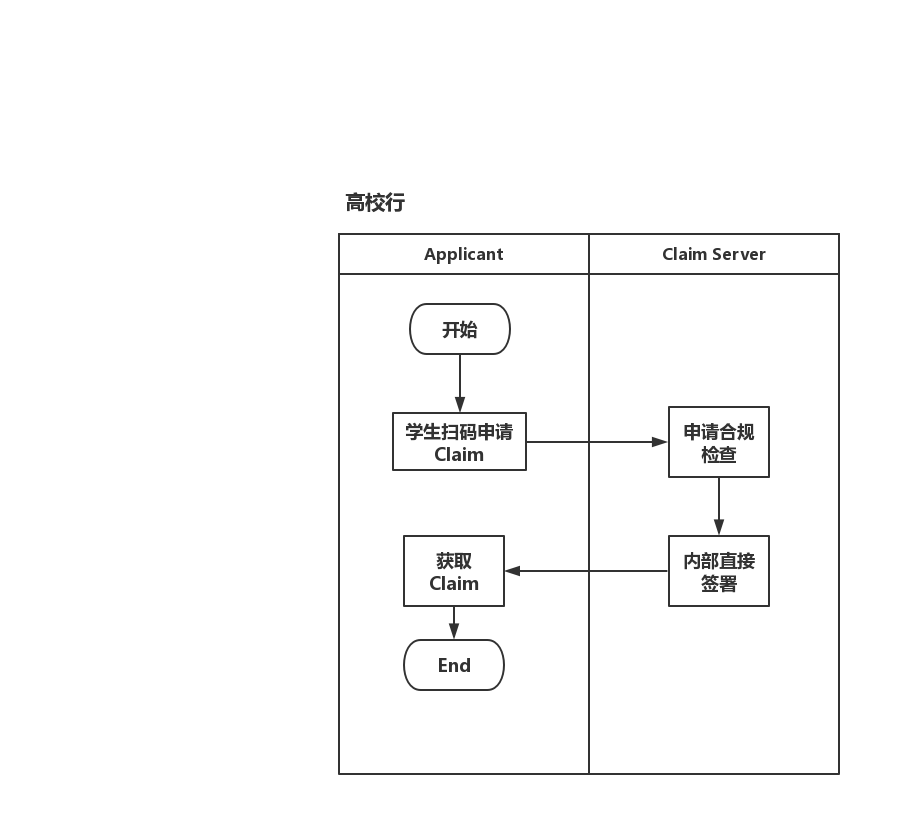 高校行
Applicant
Claim Server
开始
学生扫码申请
Claim
申请合规
检查
获取
Claim
内部直接
签署
End